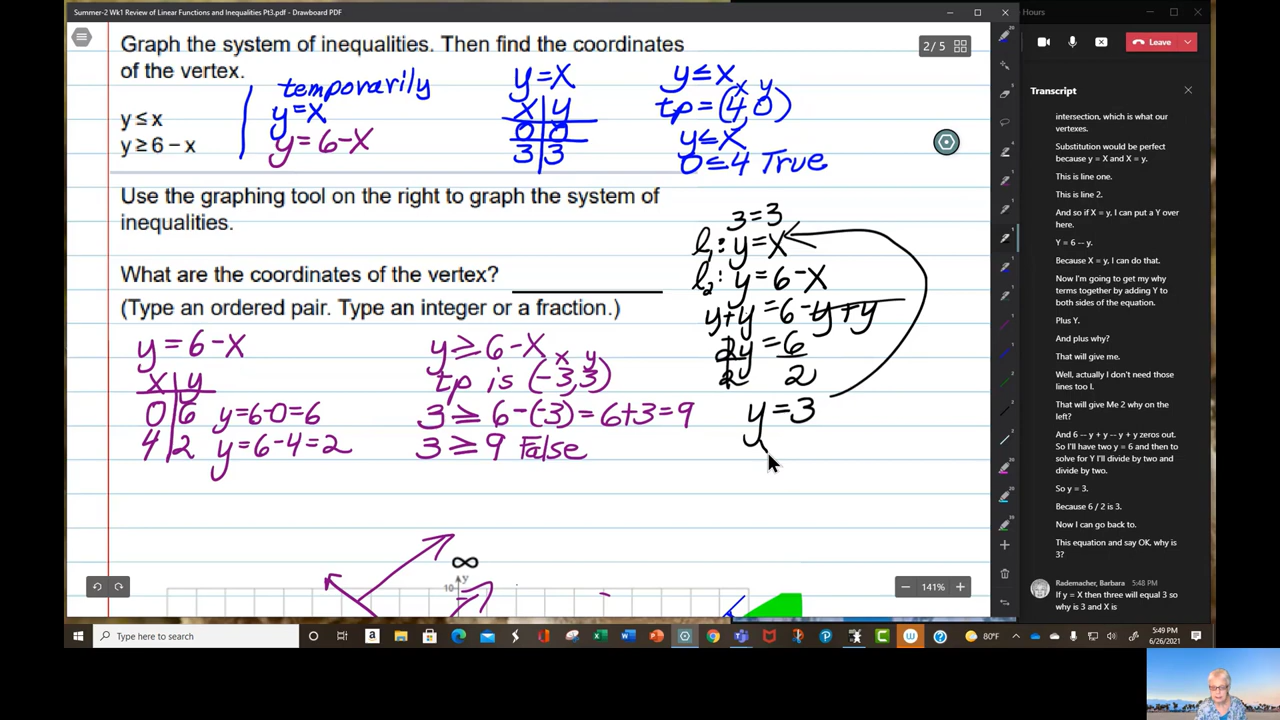 Summer-2 Wk1 Review of Linear Functions and Inequalities Pt3.pdf - Drawboard PDF
Hours
Leave
2/5
Graph the system of inequalities. Then find the coordinates
of the vertex.
y ≤ x
y ≥ 6 − x
temporarily
y=x
y=6-x
y=x
x y
0 0
3 3
y≤x
x y
tp=(4,0)
y≤x
0≤4 True
Use the graphing tool on the right to graph the system of
inequalities.
What are the coordinates of the vertex?
(Type an ordered pair. Type an integer or a fraction.)
3=3
l1: y=x
l2: y=6-x
y+y=6-y+y
2y=6
2 2
y=3
y=6-x
x y
0 6 y=6-0=6
4 2 y=6-4=2
y≥6-x
x y
tp is (-3,3)
3≥6-(-3)=6+3=9
3≥9 False
∞
y
10
141%
Transcript
intersection, which is what our
vertexes.
Substitution would be perfect
because y = X and X = y.
This is line one.
This is line 2.
And so if X = y, I can put a Y over
here.
Y = 6 -- y.
Because X = y, I can do that.
Now I'm going to get my why
terms together by adding Y to
both sides of the equation.
Plus Y.
And plus why?
That will give me.
Well, actually I don't need those
lines too I.
That will give Me 2 why on the
left?
And 6 -- y + y -- y + y zeros out.
So I'll have two y = 6 and then to
solve for Y I'll divide by two and
divide by two.
So y = 3.
Because 6 / 2 is 3.
Now I can go back to.
This equation and say OK, why is
3?
Rademacher, Barbara 5:48 PM
If y = X then three will equal 3 so
why is 3 and X is
Type here to search
80°F
5:49 PM
6/26/2021